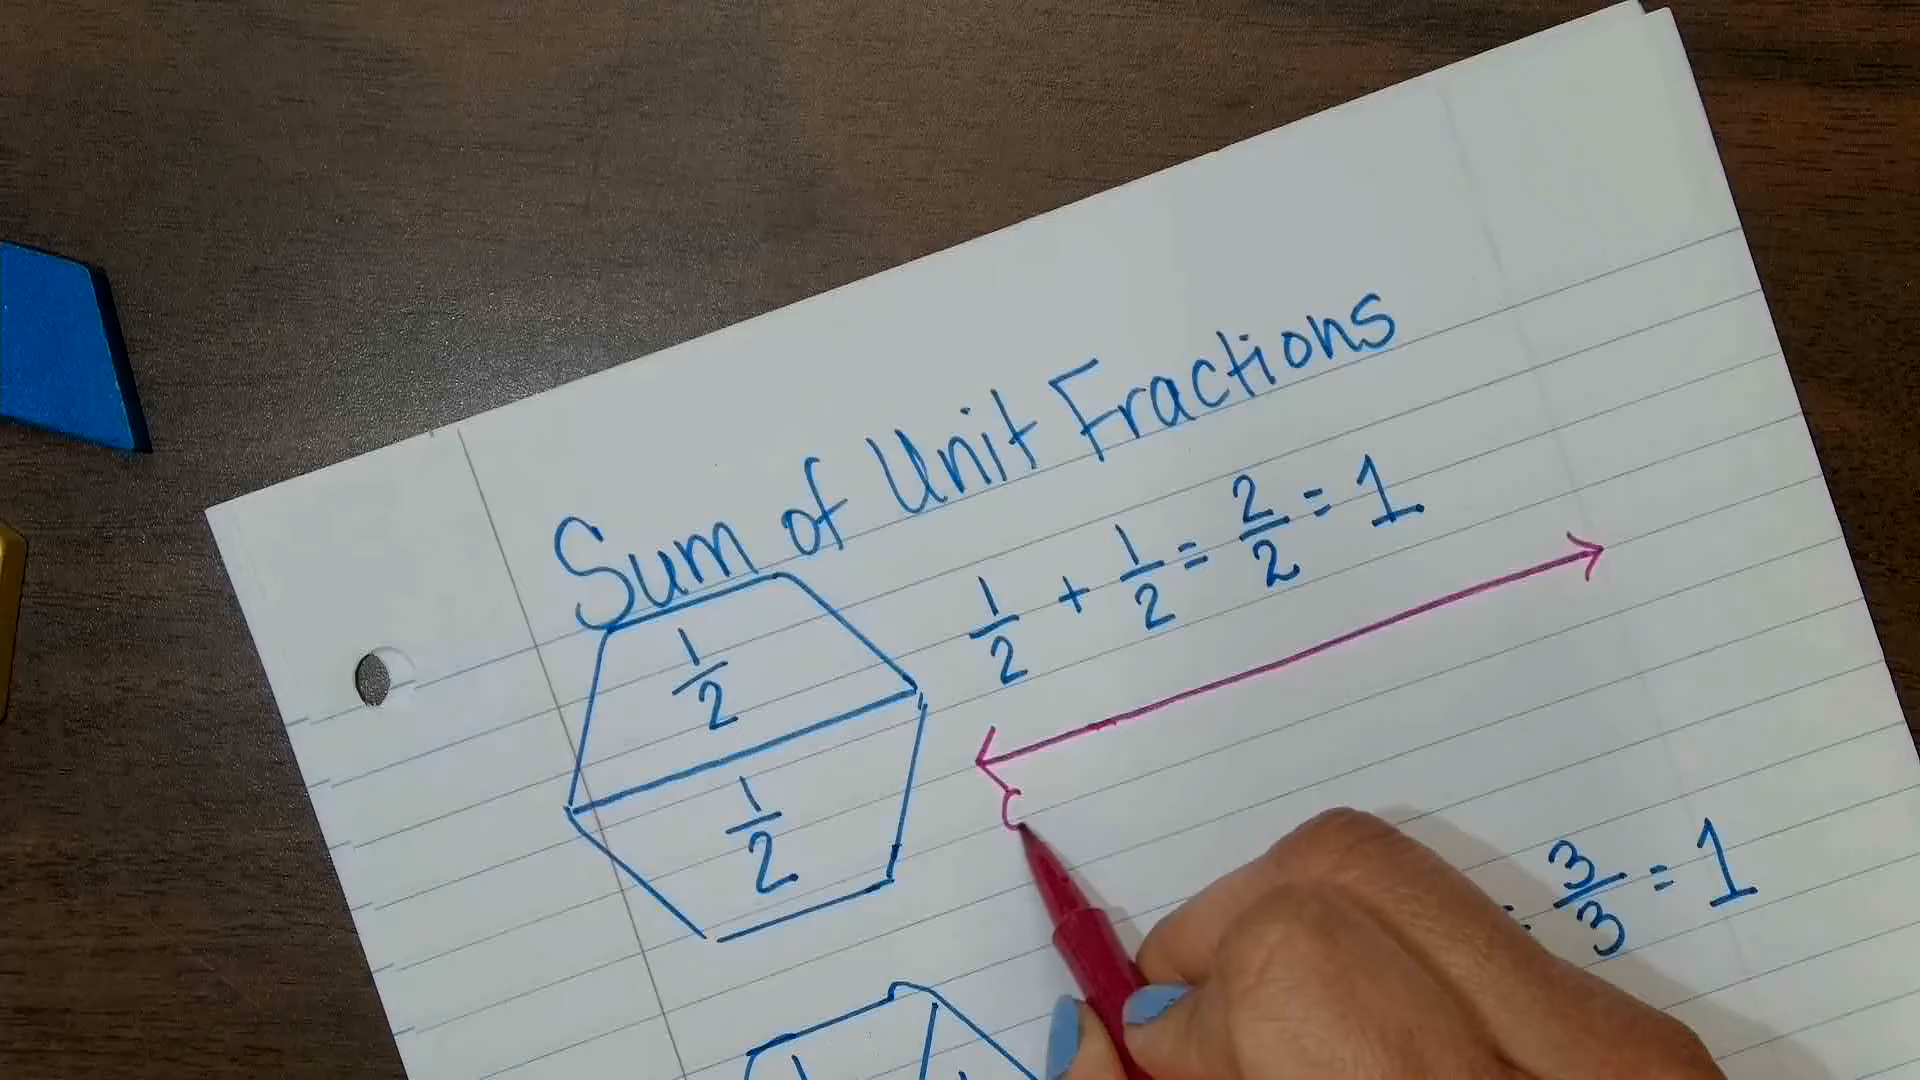 Sum of Unit Fractions
1/2 + 1/2 = 2/2 = 1
1/2
1/2
= 3/3 = 1